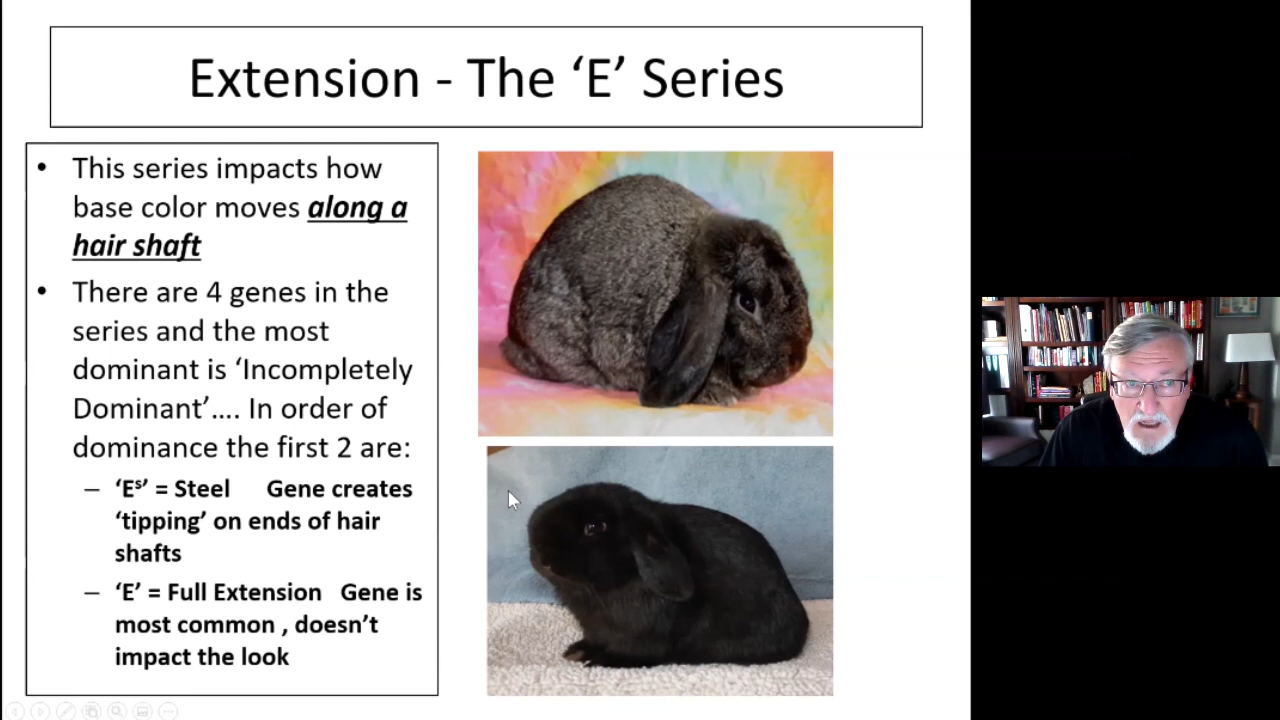 Extension - The ‘E’ Series
• This series impacts how
base color moves along a
hair shaft
• There are 4 genes in the
series and the most
dominant is ‘Incompletely
Dominant’…. In order of
dominance the first 2 are:
– ‘Eˢ’ = Steel Gene creates
‘tipping’ on ends of hair
shafts
– ‘E’ = Full Extension Gene is
most common , doesn’t
impact the look